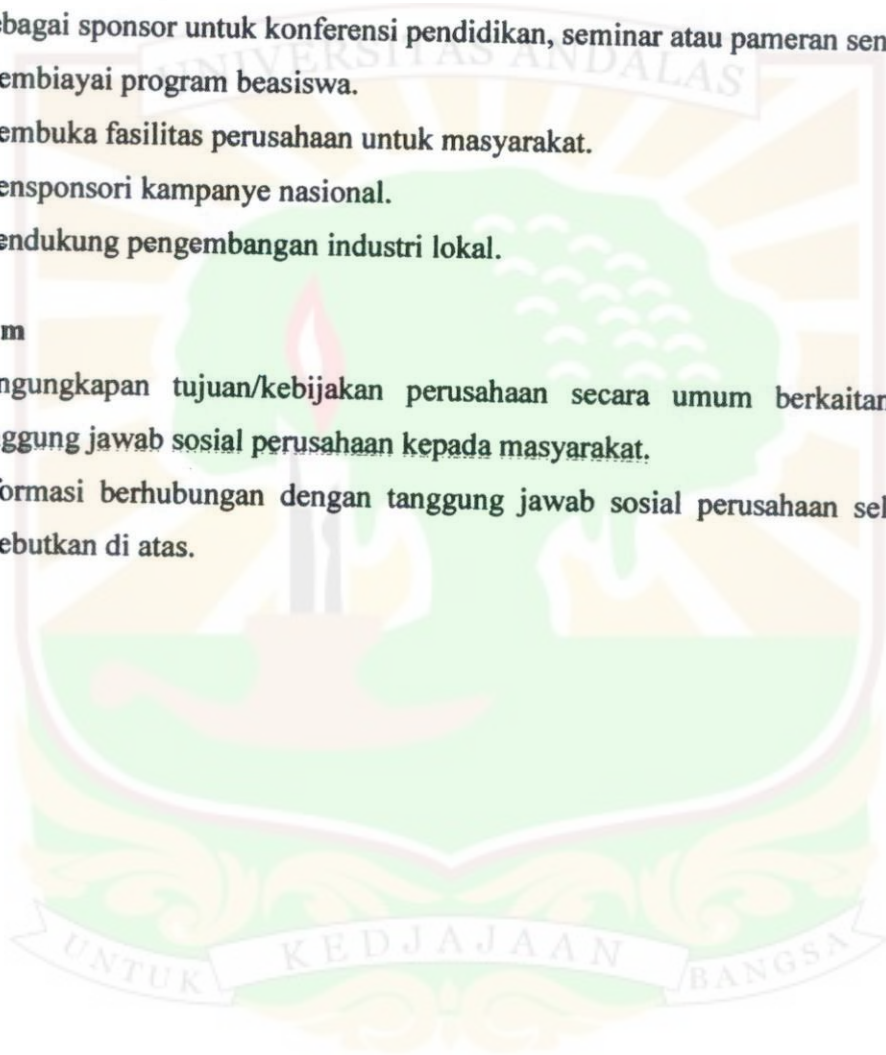 ebagai sponsor untuk konferensi pendidikan, seminar atau pameran sen
embiayai program beasiswa.
embuka fasilitas perusahaan untuk masyarakat.
ensponsori kampanye nasional.
endukung pengembangan industri lokal.
m
ngungkapan tujuan/kebijakan perusahaan secara umum berkaitan
ggung jawab sosial perusahaan kepada masyarakat.
formasi berhubungan dengan tanggung jawab sosial perusahaan sel
ebutkan di atas.
UNIVERSITAS ANDALAS
UNTUK KEDJAJAAN BANGSA